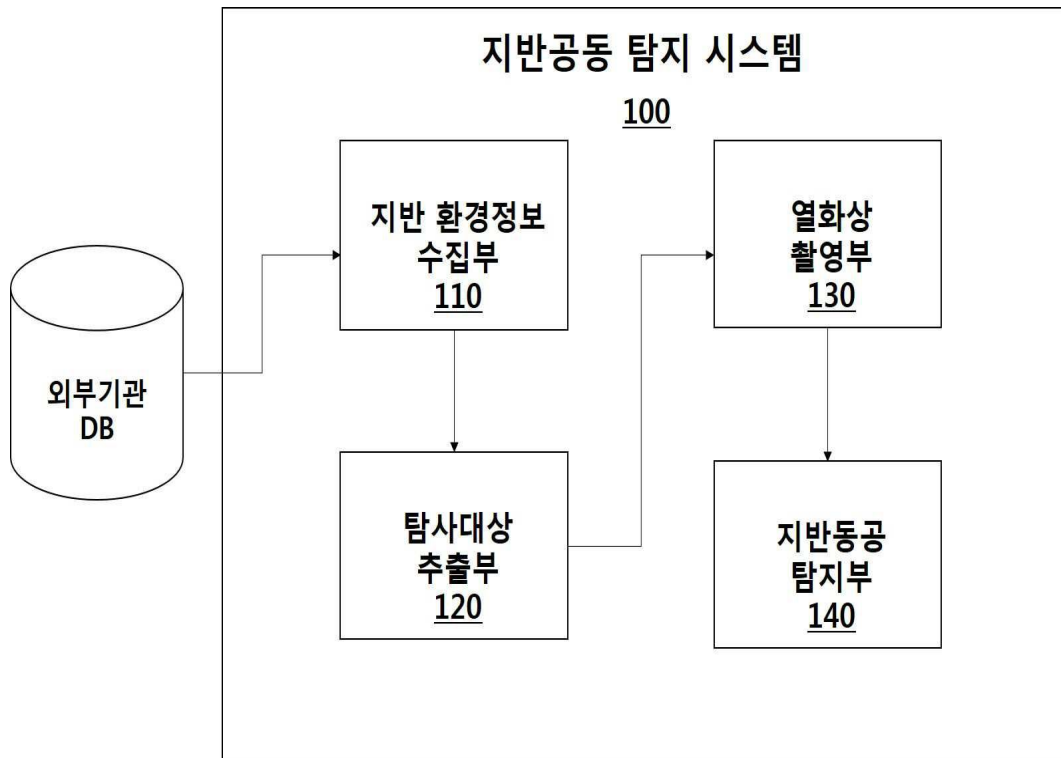 지반공동 탐지 시스템
100
지반 환경정보
수집부
110
열화상
촬영부
130
외부기관
DB
탐사대상
추출부
120
지반동공
탐지부
140